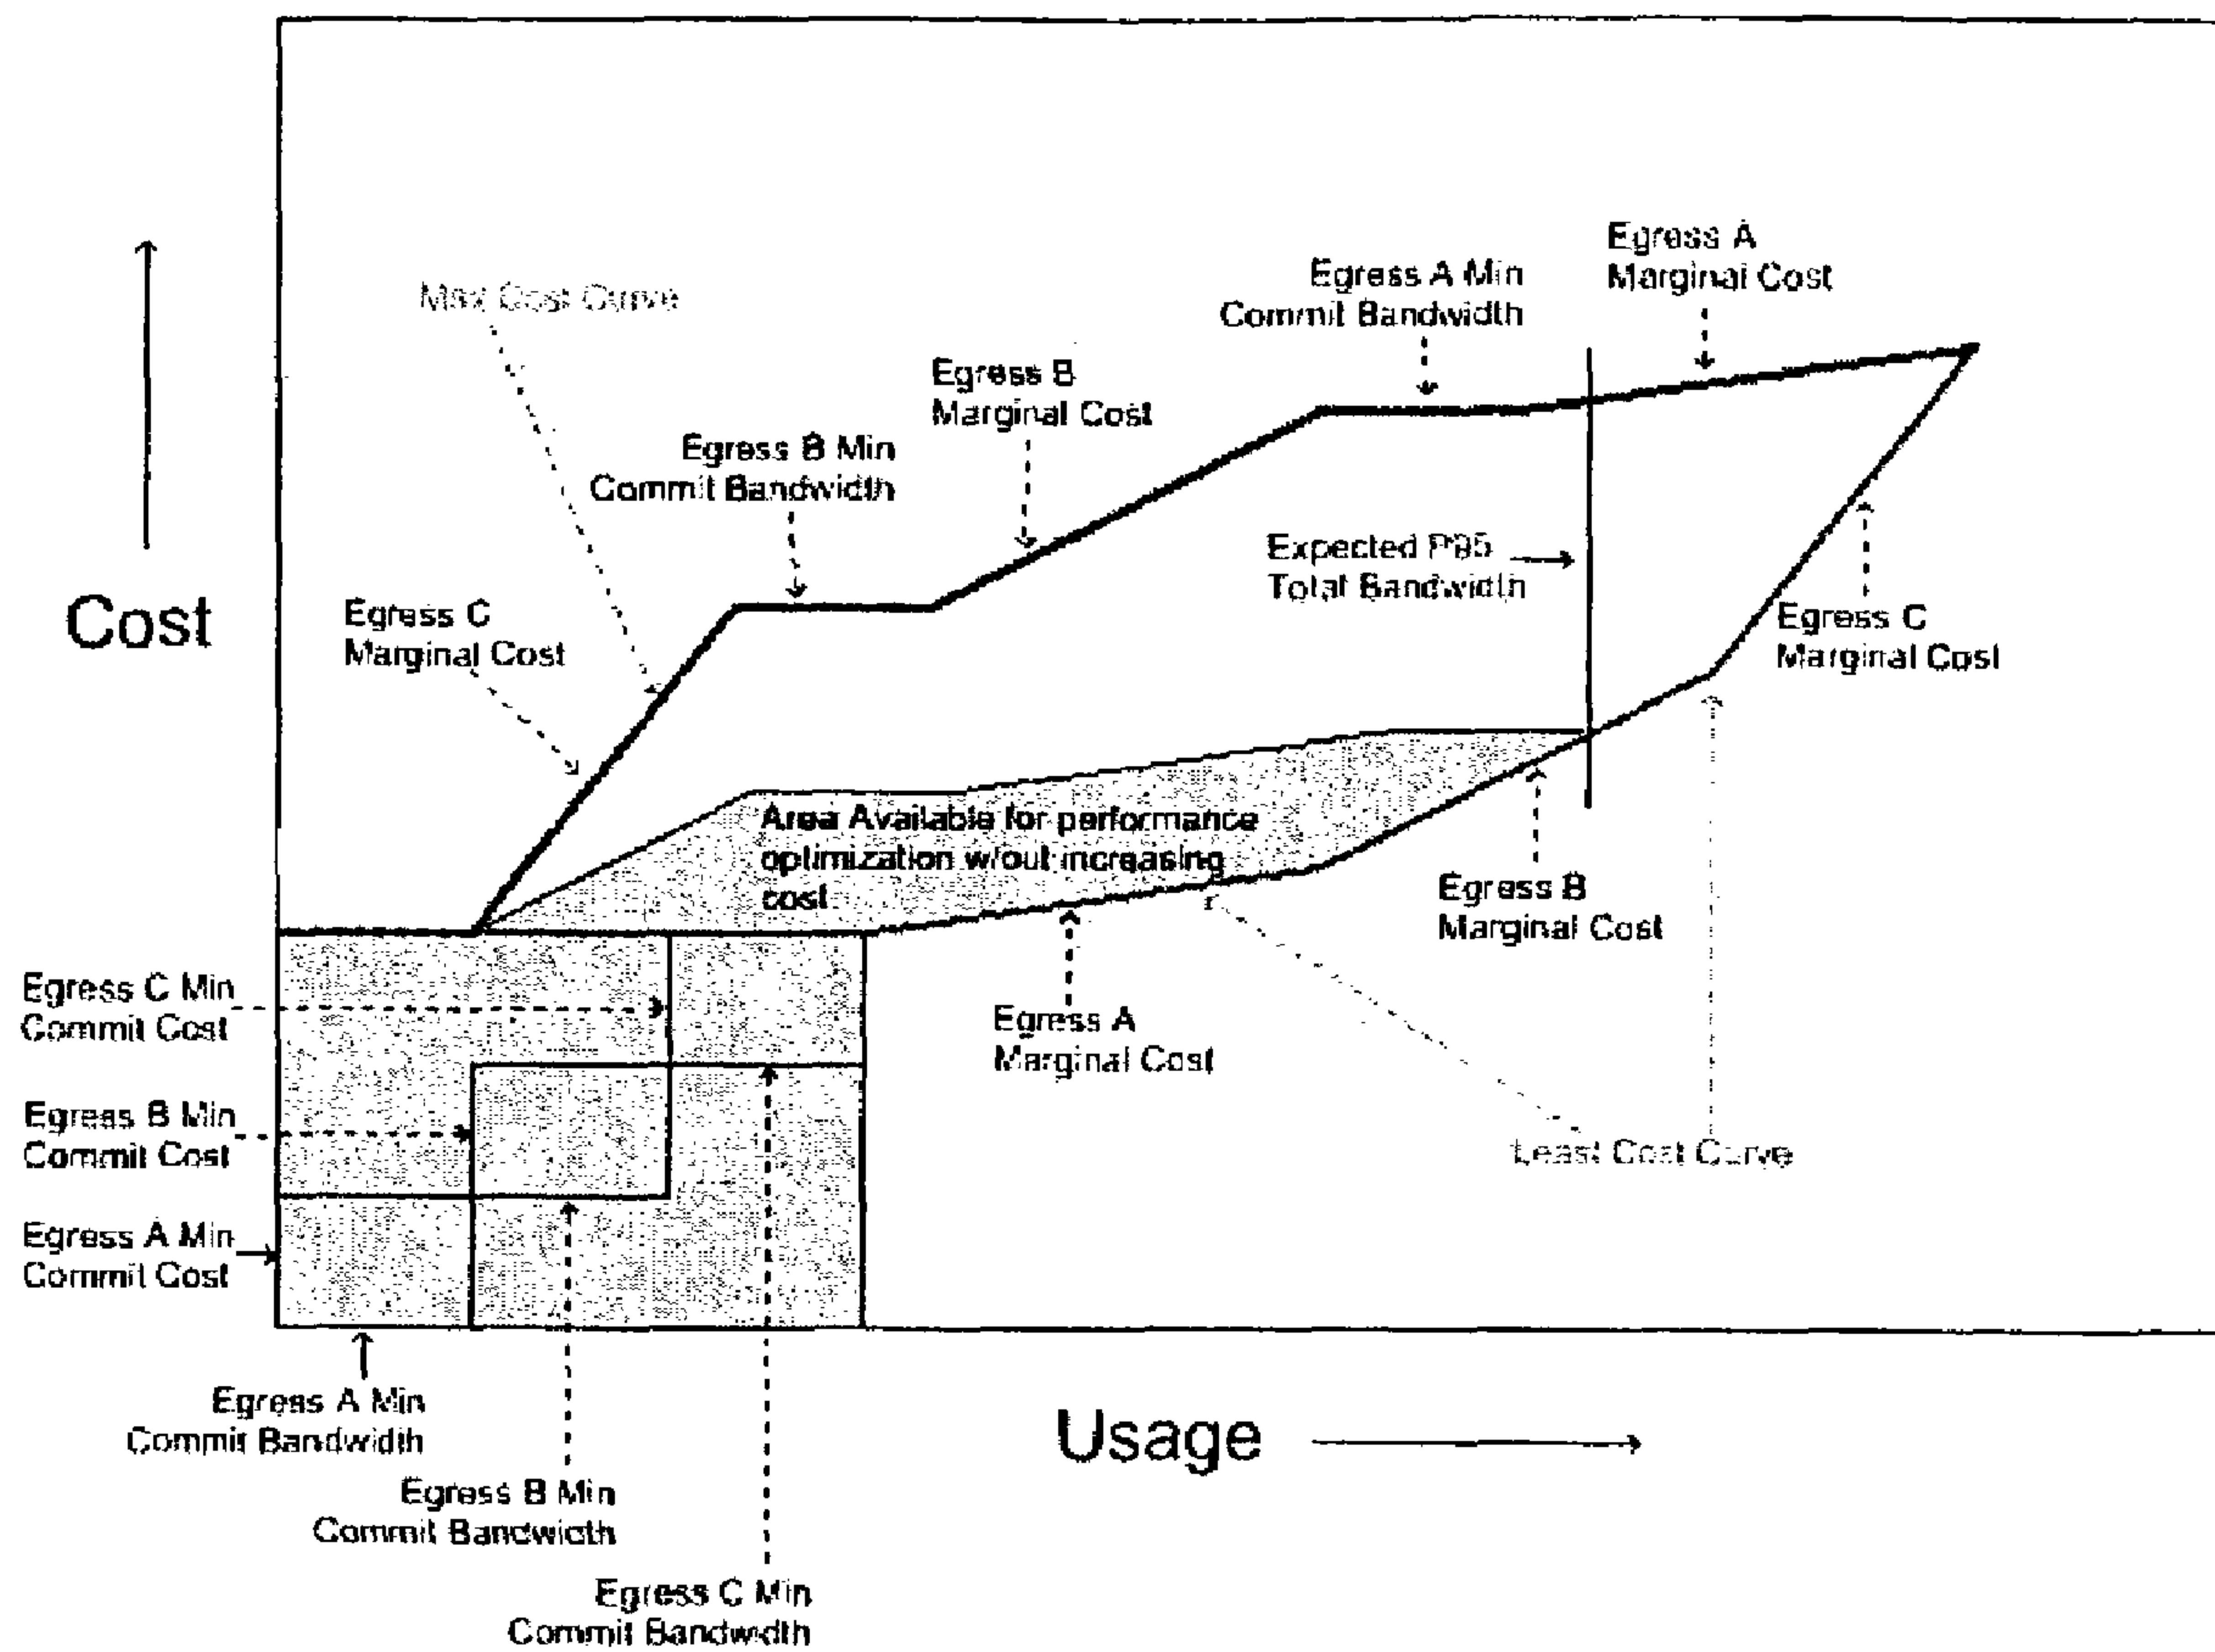 Egress A
Marginal Cost
Egress A Min
Commit Bandwidth
Max Cost Curve
Egress B
Marginal Cost
Egress B Min
Commit Bandwidth
Expected P95
Total Bandwidth
Cost
Egress C
Marginal Cost
Egress C
Marginal Cost
Area Available for performance
optimization w/out increasing
cost
Egress B
Marginal Cost
Egress C Min
Commit Cost
Egress A
Marginal Cost
Egress B Min
Commit Cost
Least Cost Curve
Egress A Min
Commit Cost
Egress A Min
Commit Bandwidth
Usage
Egress B Min
Commit Bandwidth
Egress C Min
Commit Bandwidth